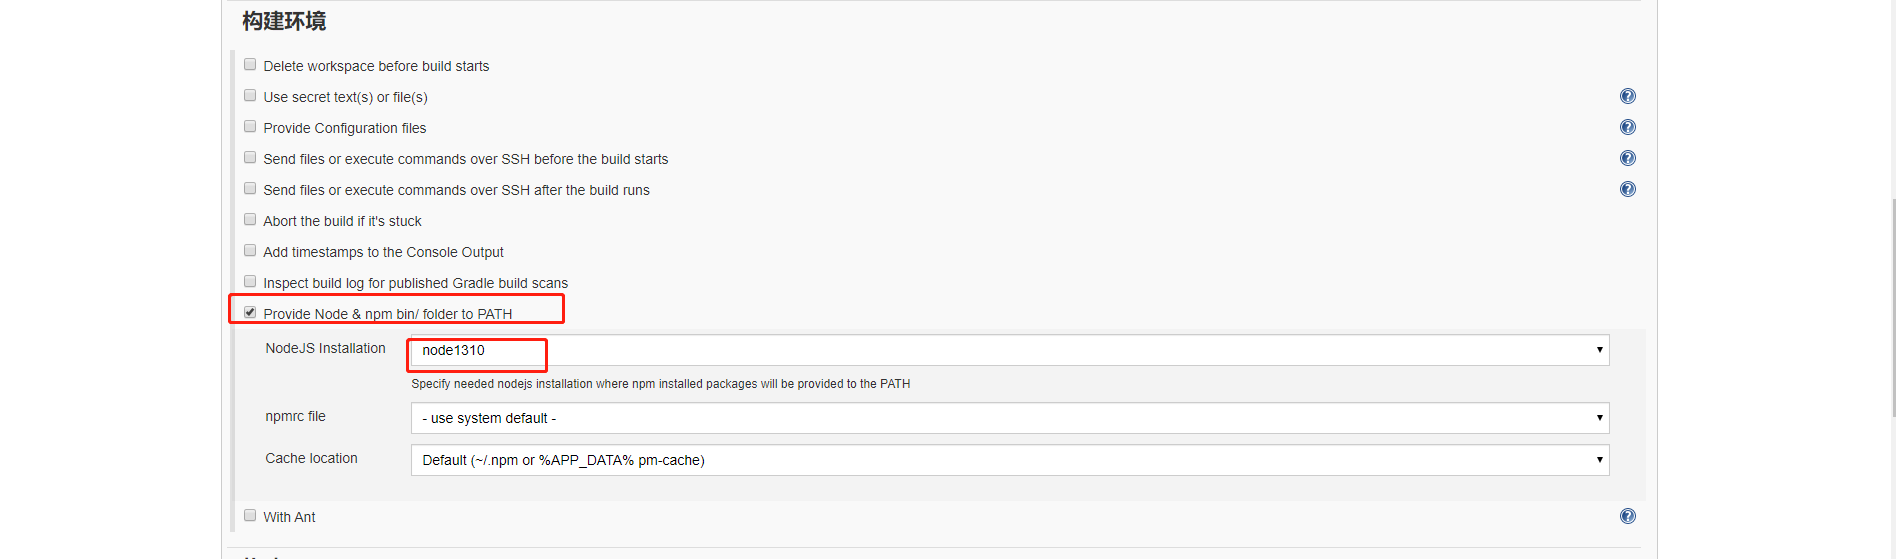 构建环境
Delete workspace before build starts
Use secret text(s) or file(s)
Provide Configuration files
Send files or execute commands over SSH before the build starts
Send files or execute commands over SSH after the build runs
Abort the build if it's stuck
Add timestamps to the Console Output
Inspect build log for published Gradle build scans
Provide Node & npm bin/ folder to PATH
NodeJS Installation node1310
Specify needed nodejs installation where npm installed packages will be provided to the PATH
npmrc file - use system default -
Cache location Default (~/.npm or %APP_DATA% pm-cache)
With Ant